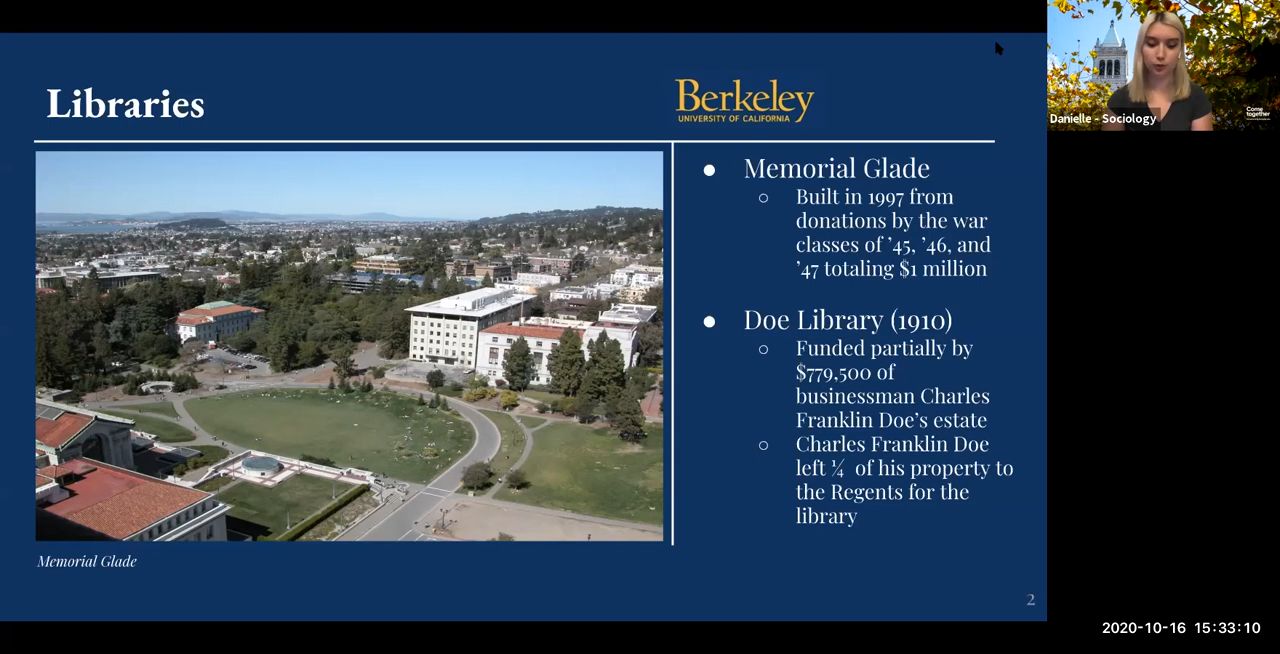 Libraries
Berkeley
UNIVERSITY OF CALIFORNIA
● Memorial Glade
○ Built in 1997 from
donations by the war
classes of ’45, ’46, and
’47 totaling $1 million
● Doe Library (1910)
○ Funded partially by
$779,500 of
businessman Charles
Franklin Doe’s estate
○ Charles Franklin Doe
left ¼ of his property to
the Regents for the
library
Memorial Glade
2
Danielle - Sociology
Come
together
2020-10-16 15:33:10